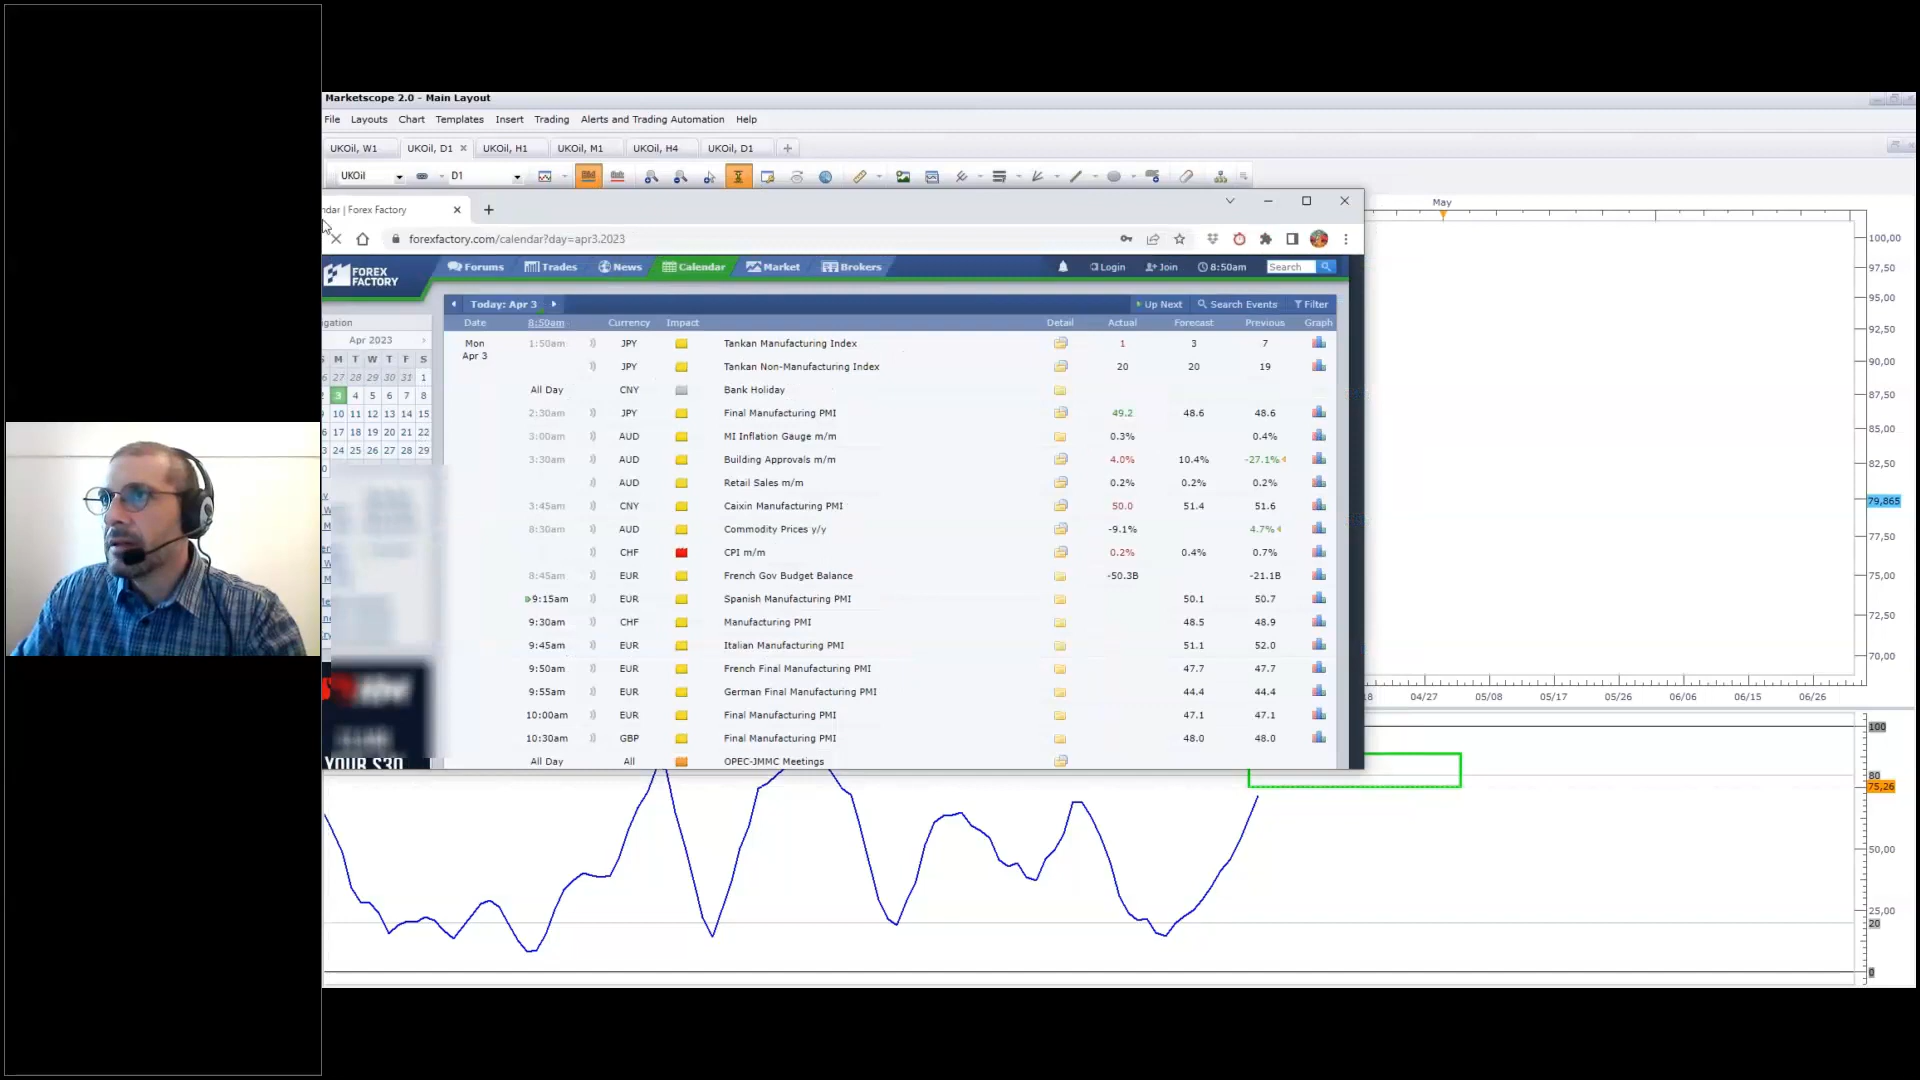 Marketscope 2.0 - Main Layout
File Layouts Chart Templates Insert Trading Alerts and Trading Automation Help
UKOil, W1 UKOil, D1 UKOil, H1 UKOil, M1 UKOil, H4 UKOil, D1
UKOil D1
ndar | Forex Factory
forexfactory.com/calendar?day=apr3.2023
FOREX FACTORY
Forums Trades News Calendar Market Brokers Login Join 8:50am Search
Today: Apr 3 Up Next Search Events Filter
Date 8:50am Currency Impact Detail Actual Forecast Previous Graph
Mon Apr 3 1:50am JPY Tankan Manufacturing Index 1 3 7
JPY Tankan Non-Manufacturing Index 20 20 19
All Day CNY Bank Holiday
2:30am JPY Final Manufacturing PMI 49.2 48.6 48.6
3:00am AUD MI Inflation Gauge m/m 0.3% 0.4%
3:30am AUD Building Approvals m/m 4.0% 10.4% -27.1%
AUD Retail Sales m/m 0.2% 0.2% 0.2%
3:45am CNY Caixin Manufacturing PMI 50.0 51.4 51.6
8:30am AUD Commodity Prices y/y -9.1% 4.7%
CHF CPI m/m 0.2% 0.4% 0.7%
8:45am EUR French Gov Budget Balance -50.3B -21.1B
9:15am EUR Spanish Manufacturing PMI 50.1 50.7
9:30am CHF Manufacturing PMI 48.5 48.9
9:45am EUR Italian Manufacturing PMI 51.1 52.0
9:50am EUR French Final Manufacturing PMI 47.7 47.7
9:55am EUR German Final Manufacturing PMI 44.4 44.4
10:00am EUR Final Manufacturing PMI 47.1 47.1
10:30am GBP Final Manufacturing PMI 48.0 48.0
All Day All OPEC-JMMC Meetings
gation
Apr 2023
M T W T F S
27 28 29 30 31 1
3 4 5 6 7 8
10 11 12 13 14 15
17 18 19 20 21 22
24 25 26 27 28 29
YOUR $30
May
100,00
97,50
95,00
92,50
90,00
87,50
85,00
82,50
79,865
77,50
75,00
72,50
70,00
18 04/27 05/08 05/17 05/26 06/06 06/15 06/26
100
80
75,26
50,00
25,00
20
0